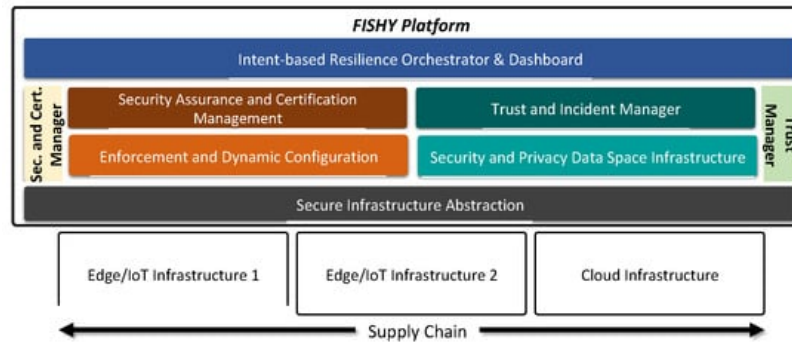 FISHY Platform
Intent-based Resilience Orchestrator & Dashboard
Sec. and Cert.
Manager
Security Assurance and Certification
Management
Trust and Incident Manager
Enforcement and Dynamic Configuration
Security and Privacy Data Space Infrastructure
Trust
Manager
Secure Infrastructure Abstraction
Edge/IoT Infrastructure 1
Edge/IoT Infrastructure 2
Cloud Infrastructure
Supply Chain